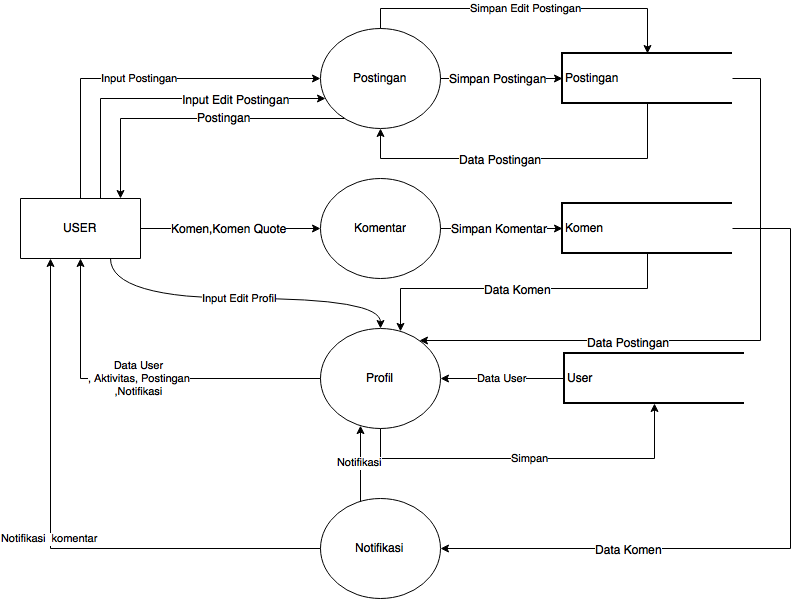 Simpan Edit Postingan
Input Postingan
Postingan
Simpan Postingan
Postingan
Input Edit Postingan
Postingan
Data Postingan
USER
Komen,Komen Quote
Komentar
Simpan Komentar
Komen
Data Komen
Input Edit Profil
Data Postingan
Data User
, Aktivitas, Postingan
,Notifikasi
Profil
Data User
User
Notifikasi
Simpan
Notifikasi komentar
Notifikasi
Data Komen